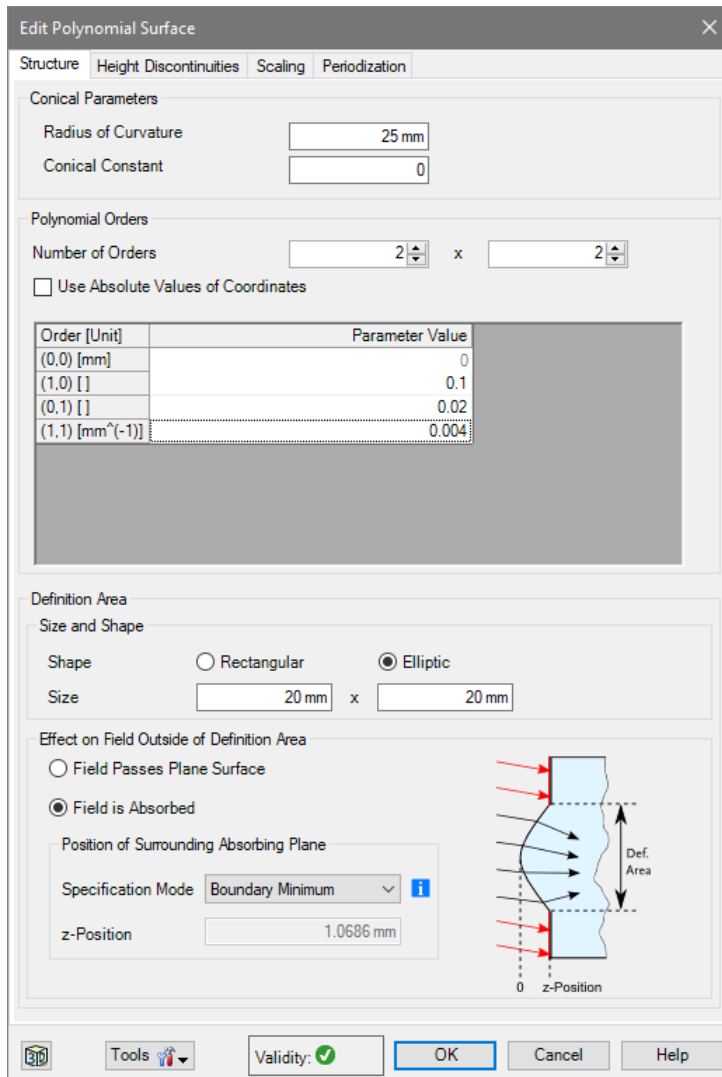 Edit Polynomial Surface
Structure Height Discontinuities Scaling Periodization
Conical Parameters
Radius of Curvature 25 mm
Conical Constant 0
Polynomial Orders
Number of Orders 2 x 2
Use Absolute Values of Coordinates
Order [Unit] Parameter Value
(0,0) [mm] 0
(1,0) [ ] 0.1
(0,1) [ ] 0.02
(1,1) [mm^(-1)] 0.004
Definition Area
Size and Shape
Shape Rectangular Elliptic
Size 20 mm x 20 mm
Effect on Field Outside of Definition Area
Field Passes Plane Surface
Field is Absorbed
Position of Surrounding Absorbing Plane
Specification Mode Boundary Minimum i
z-Position 1.0686 mm
Def.
Area
0 z-Position
3D Tools Validity: OK Cancel Help